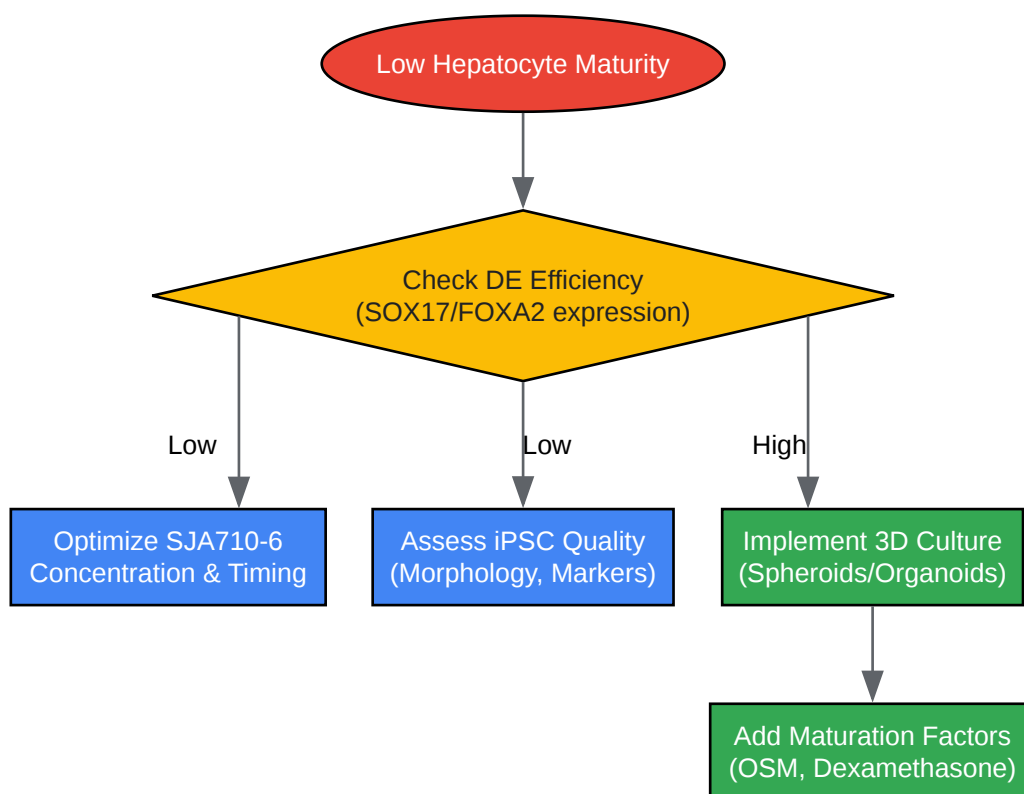 Low Hepatocyte Maturity
Check DE Efficiency
(SOX17/FOXA2 expression)
Low
Low
High
Optimize SJA710-6
Concentration & Timing
Assess iPSC Quality
(Morphology, Markers)
Implement 3D Culture
(Spheroids/Organoids)
Add Maturation Factors
(OSM, Dexamethasone)